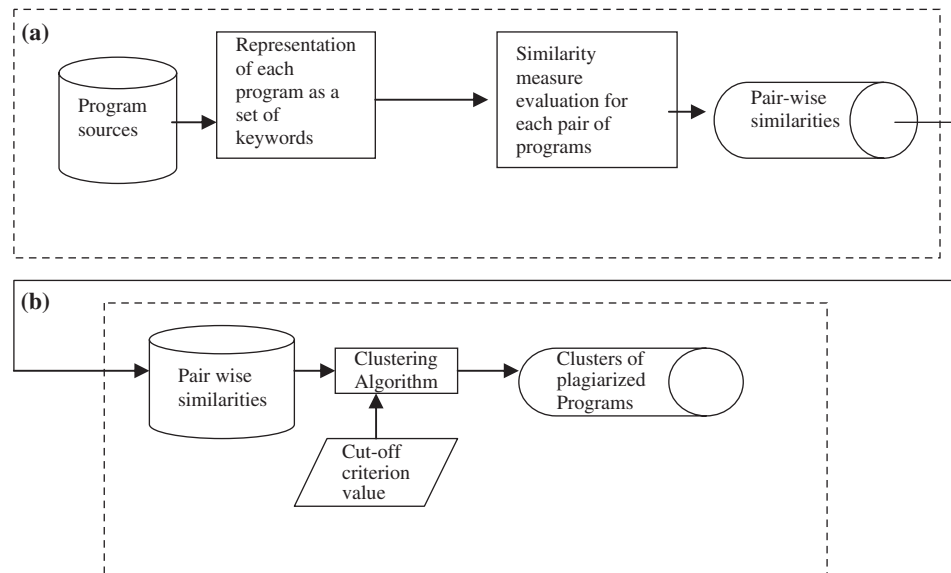 (a)
Program
sources
Representation
of each
program as a
set of
keywords
Similarity
measure
evaluation for
each pair of
programs
Pair-wise
similarities
(b)
Pair wise
similarities
Clustering
Algorithm
Cut-off
criterion
value
Clusters of
plagiarized
Programs